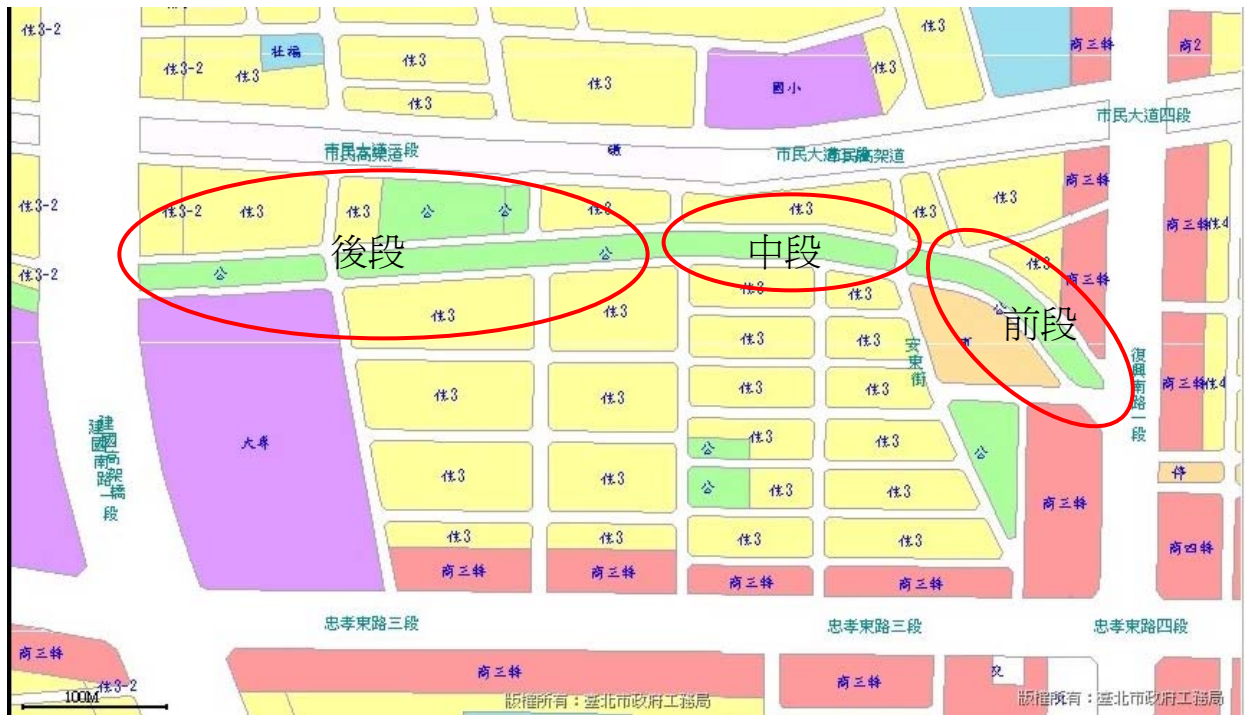 住3-2
住3-2
住3
社福
住3
住3
住3
國小
住3
住3
商三特
商2
市民大道四段
市民高架道
市民大道三段
住3-2
住3-2
住3
住3
公
公
住3
住3
住3
住3
商三特
商三特
住4
住3-2
公
後段
公
中段
住3
商三特
公
前段
住3
住3
住3
住3
市
住3
住3
安東街
復興南路一段
商三特
住4
住3
住3
住3
住3
大專
建國高架橋
建國南路一段
公
住3
住3
公
住3
住3
公
住3
住3
停
商三特
住3
住3
住3
住3
商四特
商三特
商三特
商三特
商三特
忠孝東路三段
忠孝東路三段
忠孝東路四段
商三特
住3-2
商三特
商三特
交
100M
版權所有：臺北市政府工務局
版權所有：臺北市政府工務局